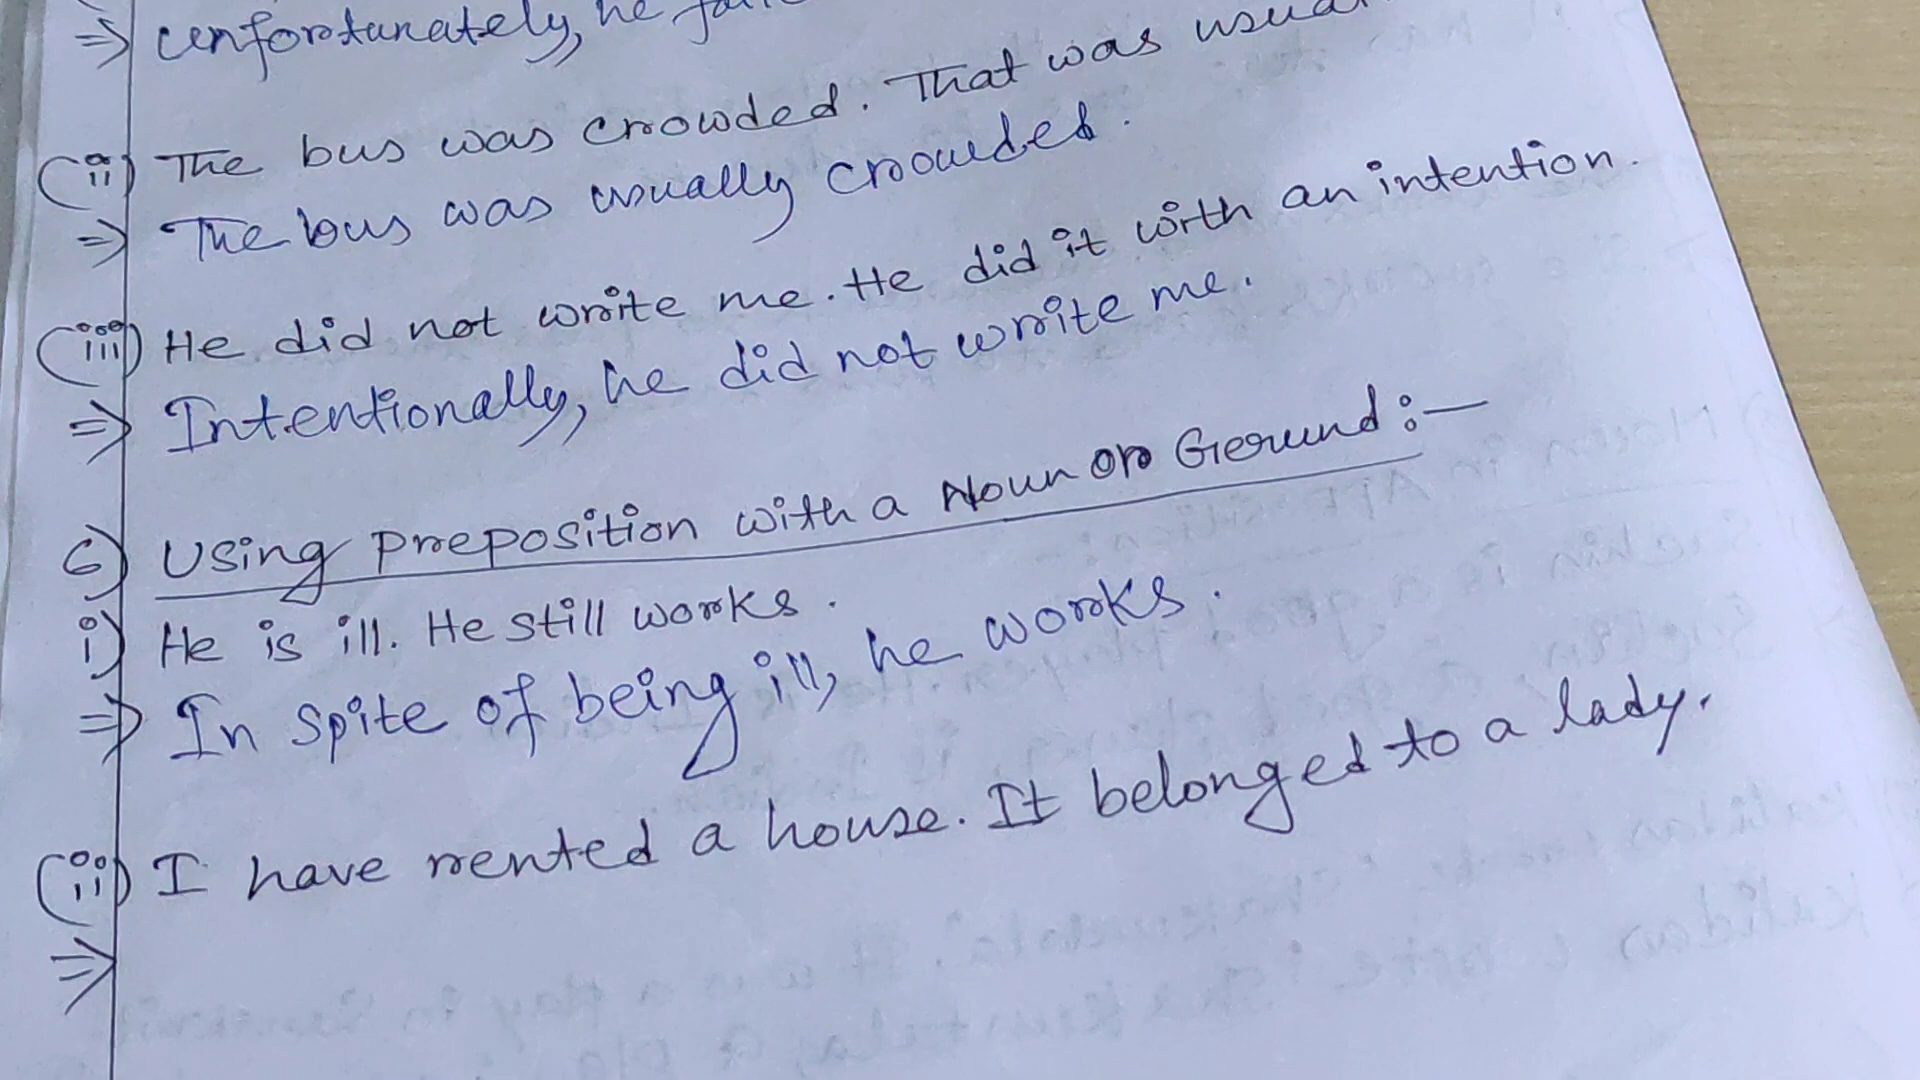 ⇒ unfortunately, he
(ii) The bus was crowded. That was
⇒ The bus was usually crowded.
(iii) He did not write me. He did it with an intention.
⇒ Intentionally, he did not write me.
6) Using preposition with a Noun or Gerund :—
i) He is ill. He still works.
⇒ In spite of being ill, he works.
(ii) I have rented a house. It belonged to a lady.
⇒